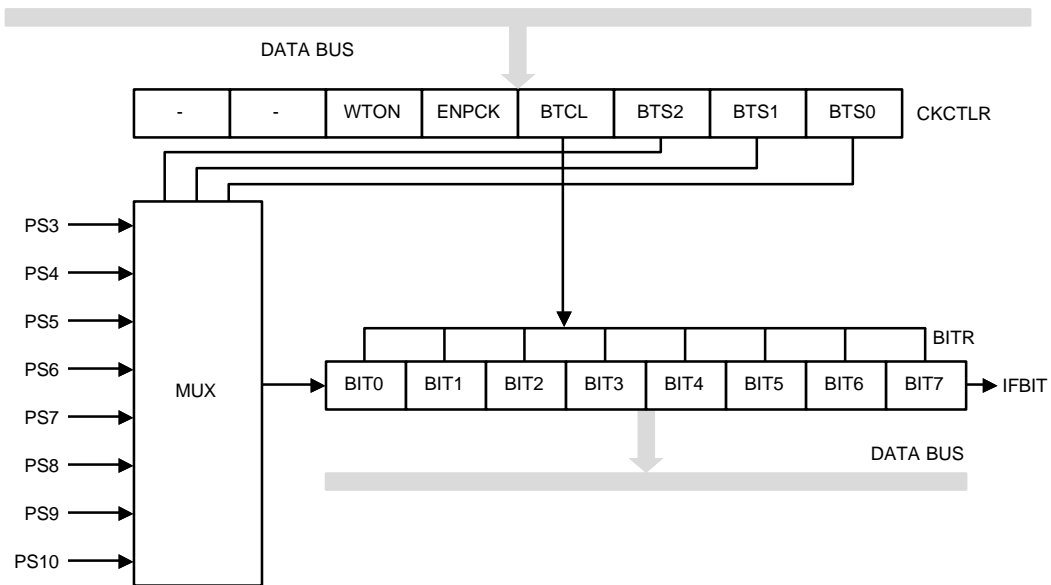 DATA BUS
- - WTON ENPCK BTCL BTS2 BTS1 BTS0 CKCTLR
PS3
PS4
PS5
BITR
PS6
MUX
BIT0 BIT1 BIT2 BIT3 BIT4 BIT5 BIT6 BIT7 IFBIT
PS7
PS8
DATA BUS
PS9
PS10